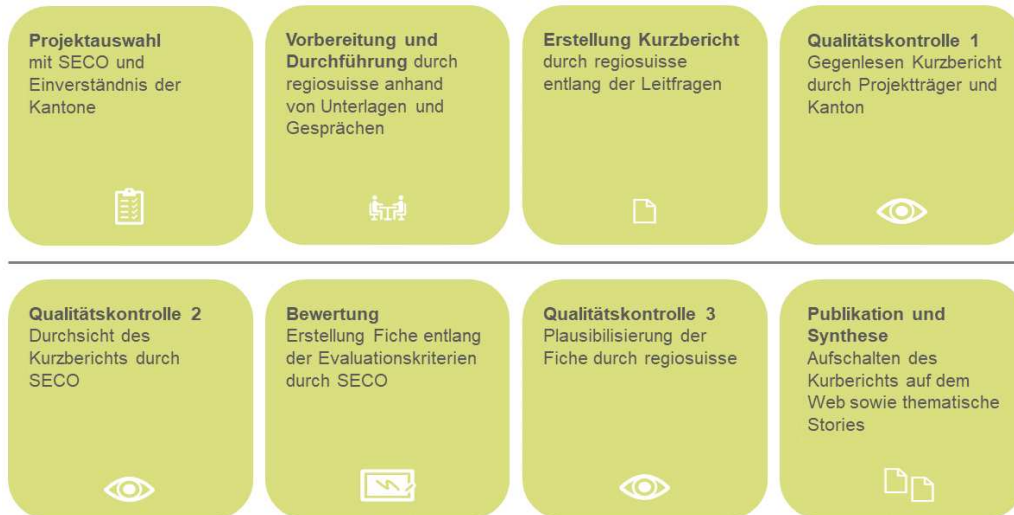 Projektauswahl
mit SECO und
Einverständnis der
Kantone
Vorbereitung und
Durchführung durch
regiosuisse anhand
von Unterlagen und
Gesprächen
Erstellung Kurzbericht
durch regiosuisse
entlang der Leitfragen
Qualitätskontrolle 1
Gegenlesen Kurzbericht
durch Projektträger und
Kanton
Qualitätskontrolle 2
Durchsicht des
Kurzberichts durch
SECO
Bewertung
Erstellung Fiche entlang
der Evaluationskriterien
durch SECO
Qualitätskontrolle 3
Plausibilisierung der
Fiche durch regiosuisse
Publikation und
Synthese
Aufschalten des
Kurberichts auf dem
Web sowie thematische
Stories